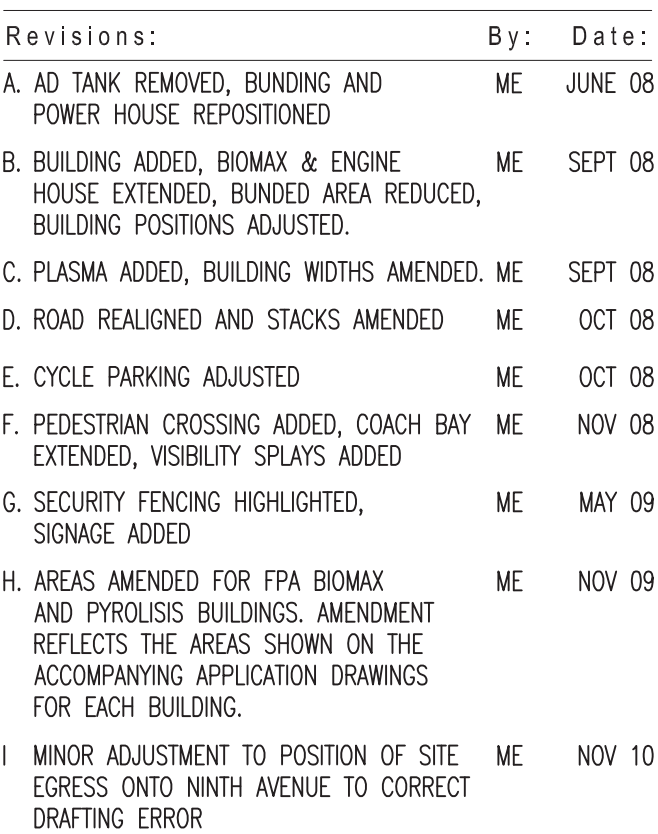 Revisions: By: Date:
A. AD TANK REMOVED, BUNDING AND ME JUNE 08
POWER HOUSE REPOSITIONED
B. BUILDING ADDED, BIOMAX & ENGINE ME SEPT 08
HOUSE EXTENDED, BUNDED AREA REDUCED,
BUILDING POSITIONS ADJUSTED.
C. PLASMA ADDED, BUILDING WIDTHS AMENDED. ME SEPT 08
D. ROAD REALIGNED AND STACKS AMENDED ME OCT 08
E. CYCLE PARKING ADJUSTED ME OCT 08
F. PEDESTRIAN CROSSING ADDED, COACH BAY ME NOV 08
EXTENDED, VISIBILITY SPLAYS ADDED
G. SECURITY FENCING HIGHLIGHTED, ME MAY 09
SIGNAGE ADDED
H. AREAS AMENDED FOR FPA BIOMAX ME NOV 09
AND PYROLISIS BUILDINGS. AMENDMENT
REFLECTS THE AREAS SHOWN ON THE
ACCOMPANYING APPLICATION DRAWINGS
FOR EACH BUILDING.
I MINOR ADJUSTMENT TO POSITION OF SITE ME NOV 10
EGRESS ONTO NINTH AVENUE TO CORRECT
DRAFTING ERROR